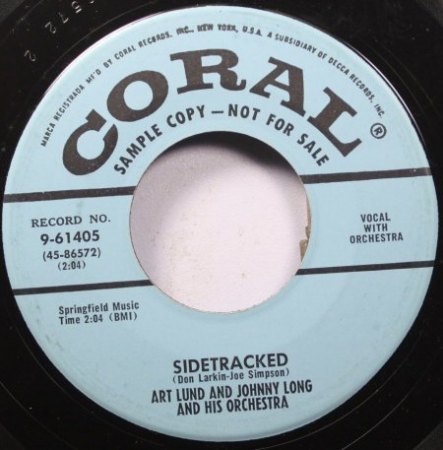 MARCA REGISTRADA MF'D BY CORAL RECORDS, INC., NEW YORK, U.S.A. A SUBSIDIARY OF DECCA RECORDS, INC.
CORAL®
SAMPLE COPY — NOT FOR SALE
RECORD NO.
9-61405
(45-86572)
(2:04)
VOCAL
WITH
ORCHESTRA
Springfield Music
Time 2:04 (BMI)
SIDETRACKED
(Don Larkin-Joe Simpson)
ART LUND AND JOHNNY LONG
AND HIS ORCHESTRA